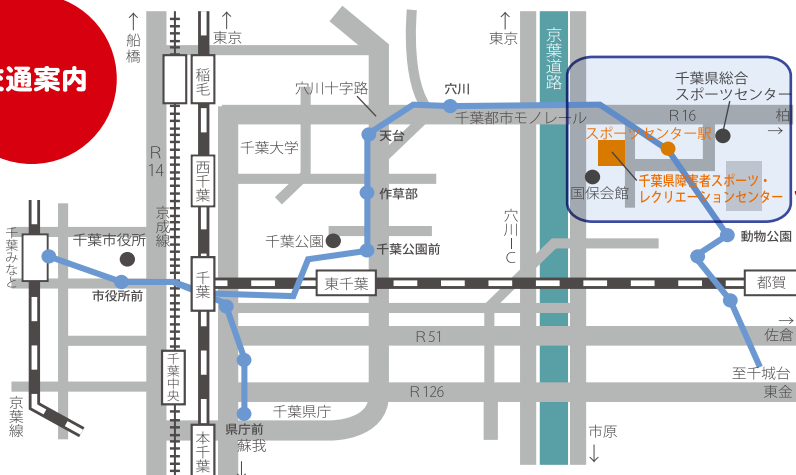 交通案内
船橋
東京
東京
京葉道路
稲毛
穴川十字路
穴川
千葉都市モノレール
千葉県総合
スポーツセンター
R16
柏
スポーツセンター駅
千葉県障害者スポーツ・
レクリエーションセンター
国保会館
天台
千葉大学
R
14
西千葉
作草部
京成線
千葉公園
千葉公園前
穴川IC
動物公園
千葉みなと
千葉市役所
市役所前
千葉
東千葉
都賀
佐倉
R51
至千城台
東金
R126
千葉中央
京葉線
千葉県庁
県庁前
蘇我
本千葉
市原